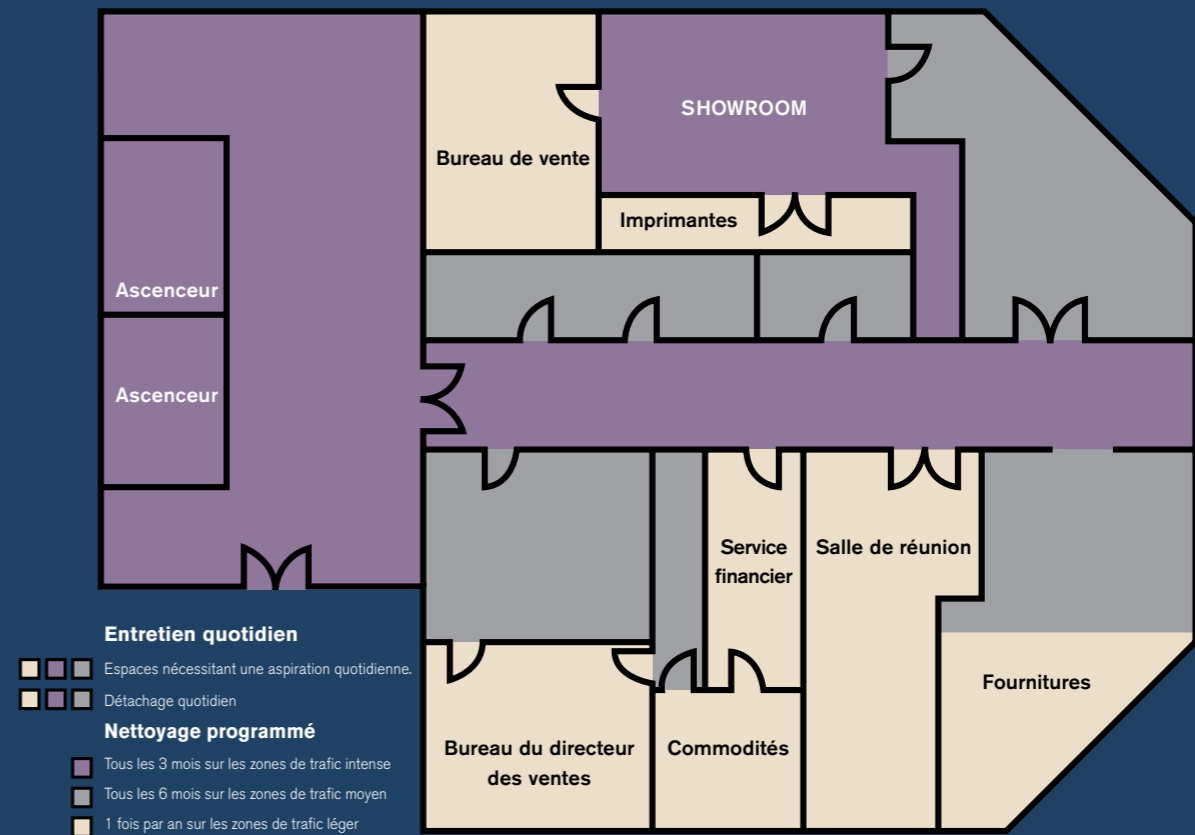 SHOWROOM
Bureau de vente
Imprimantes
Ascenceur
Ascenceur
Service
financier
Salle de réunion
Fournitures
Bureau du directeur
des ventes
Commodités
Entretien quotidien
Espaces nécessitant une aspiration quotidienne.
Détachage quotidien
Nettoyage programmé
Tous les 3 mois sur les zones de trafic intense
Tous les 6 mois sur les zones de trafic moyen
1 fois par an sur les zones de trafic léger